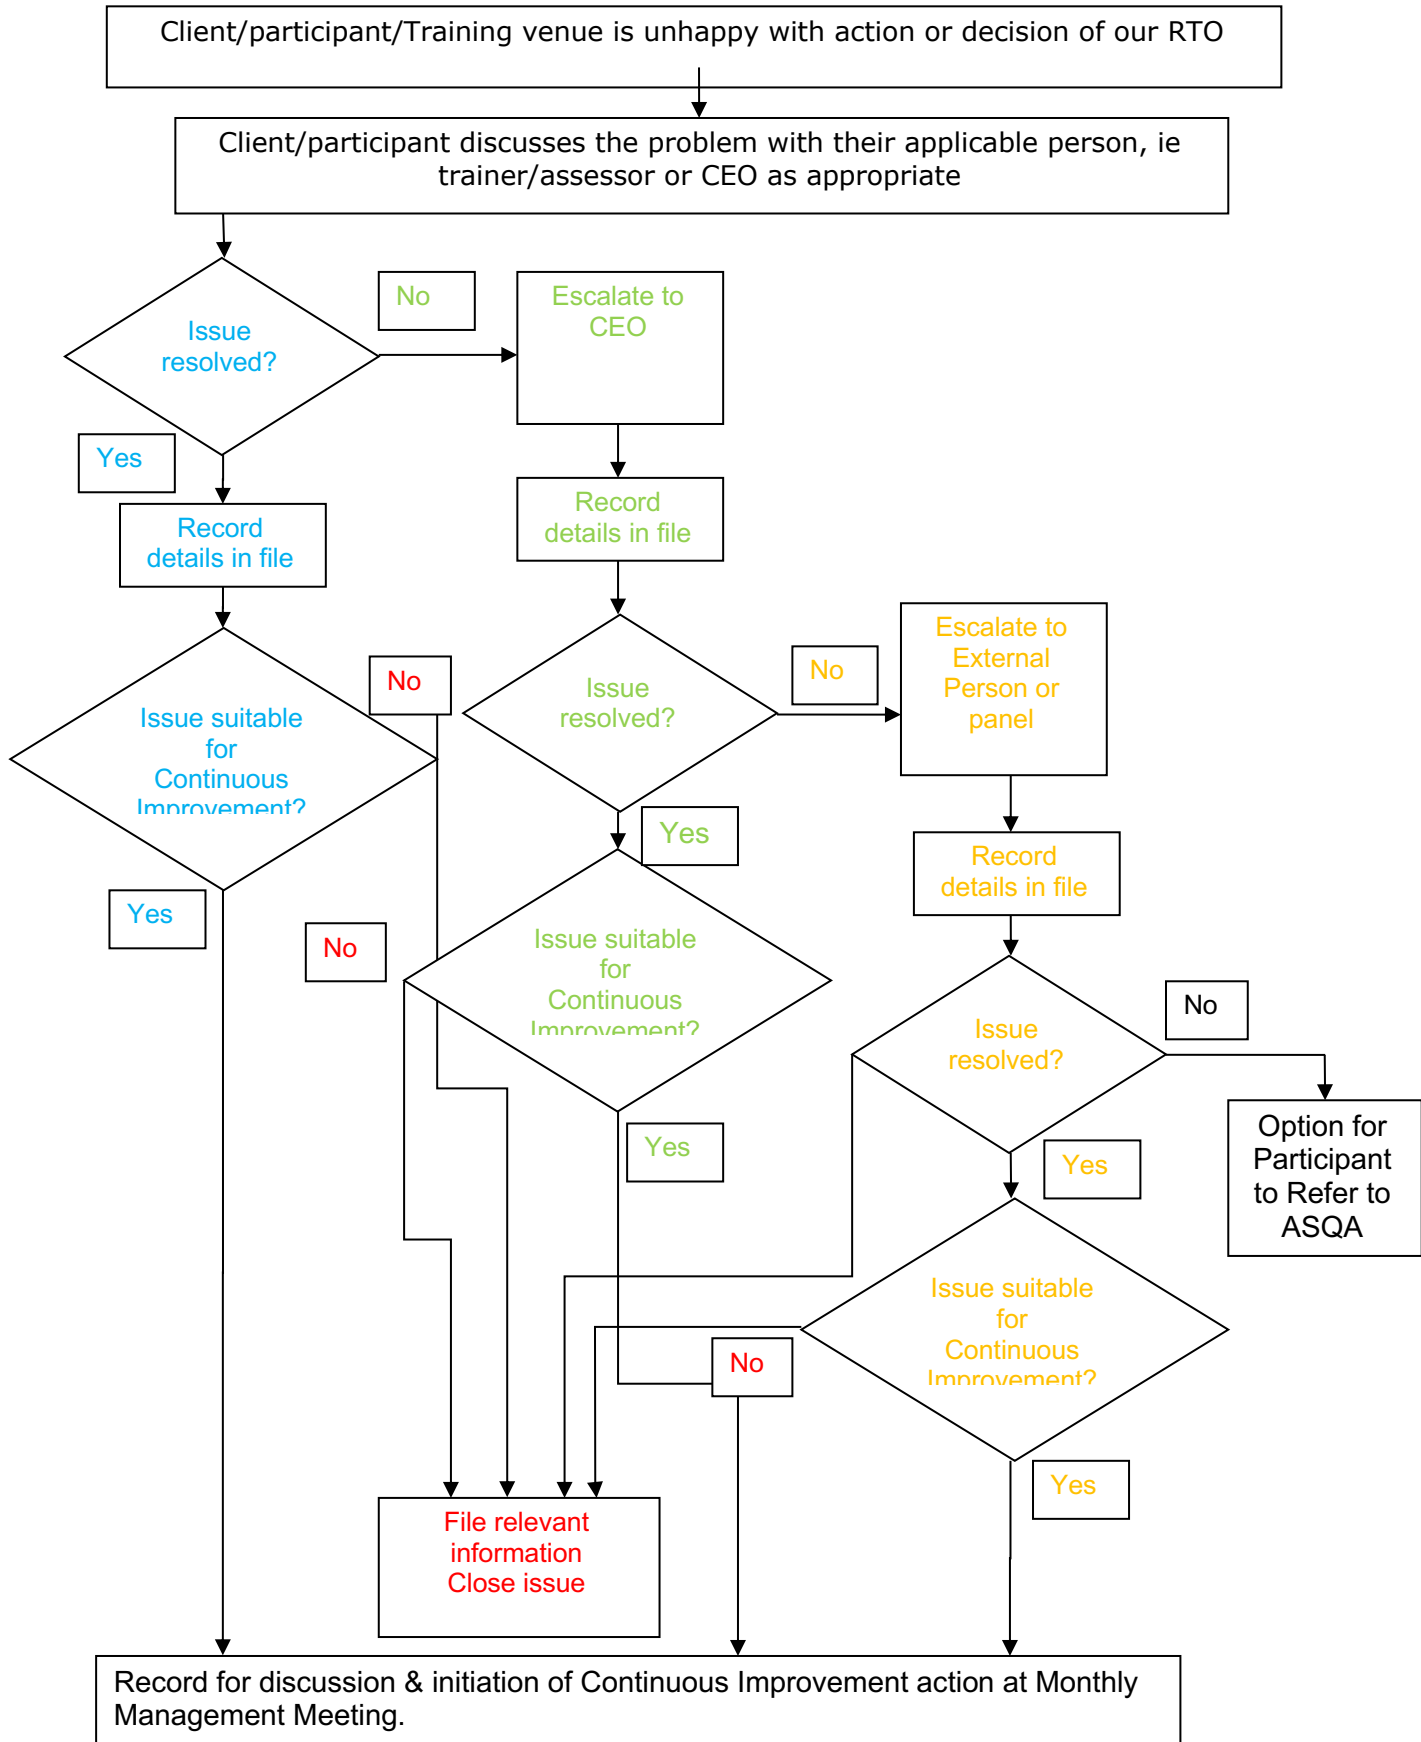 Client/participant/Training venue is unhappy with action or decision of our RTO
Client/participant discusses the problem with their applicable person, ie
trainer/assessor or CEO as appropriate
No
Escalate to
CEO
Issue
resolved?
Yes
Record
details in file
Record
details in file
Escalate to
External
Person or
panel
No
No
Issue
resolved?
Issue suitable
for
Continuous
Improvement?
Yes
Record
details in file
Yes
No
Issue suitable
for
Continuous
Improvement?
No
Issue
resolved?
Yes
Yes
Option for
Participant
to Refer to
ASQA
Issue suitable
for
Continuous
Improvement?
No
Yes
File relevant
information
Close issue
Record for discussion & initiation of Continuous Improvement action at Monthly
Management Meeting.